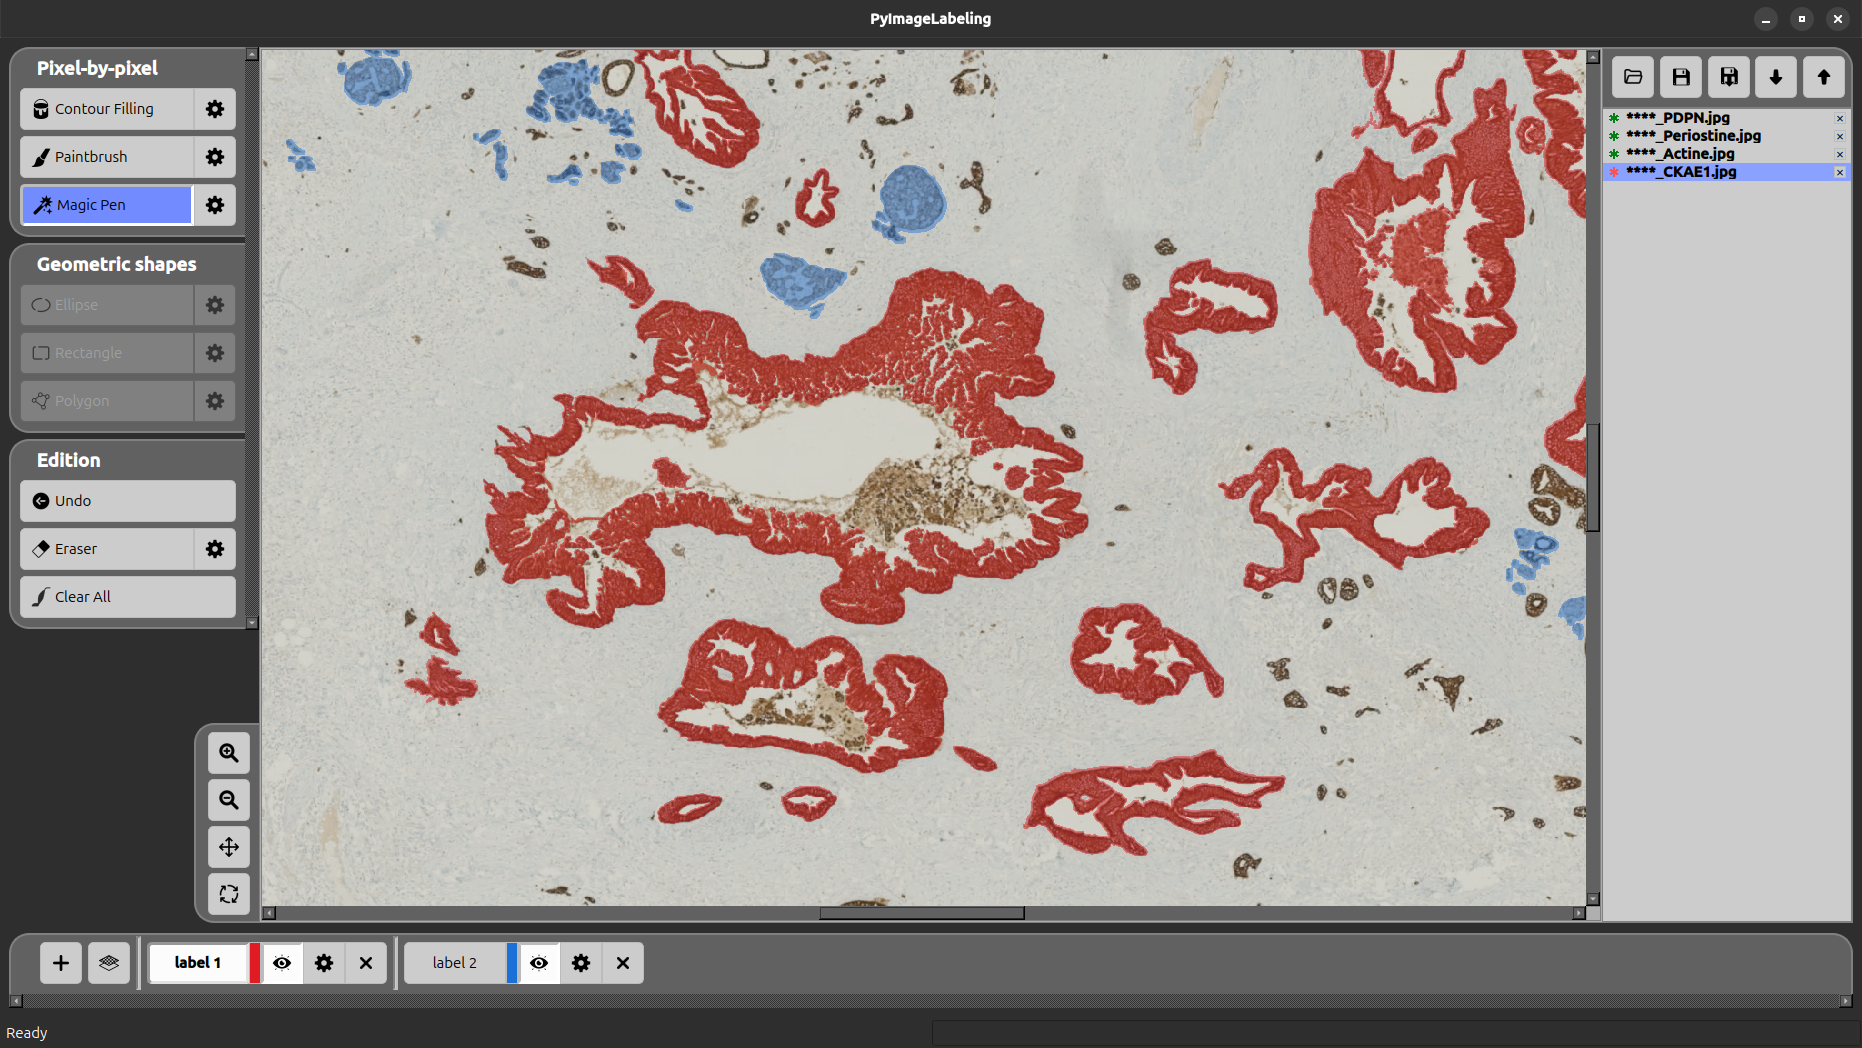 PyImageLabeling
Pixel-by-pixel
Contour Filling
Paintbrush
Magic Pen
Geometric shapes
Ellipse
Rectangle
Polygon
Edition
Undo
Eraser
Clear All
****_PDPN.jpg
****_Periostine.jpg
****_Actine.jpg
****_CKAE1.jpg
label 1
label 2
Ready